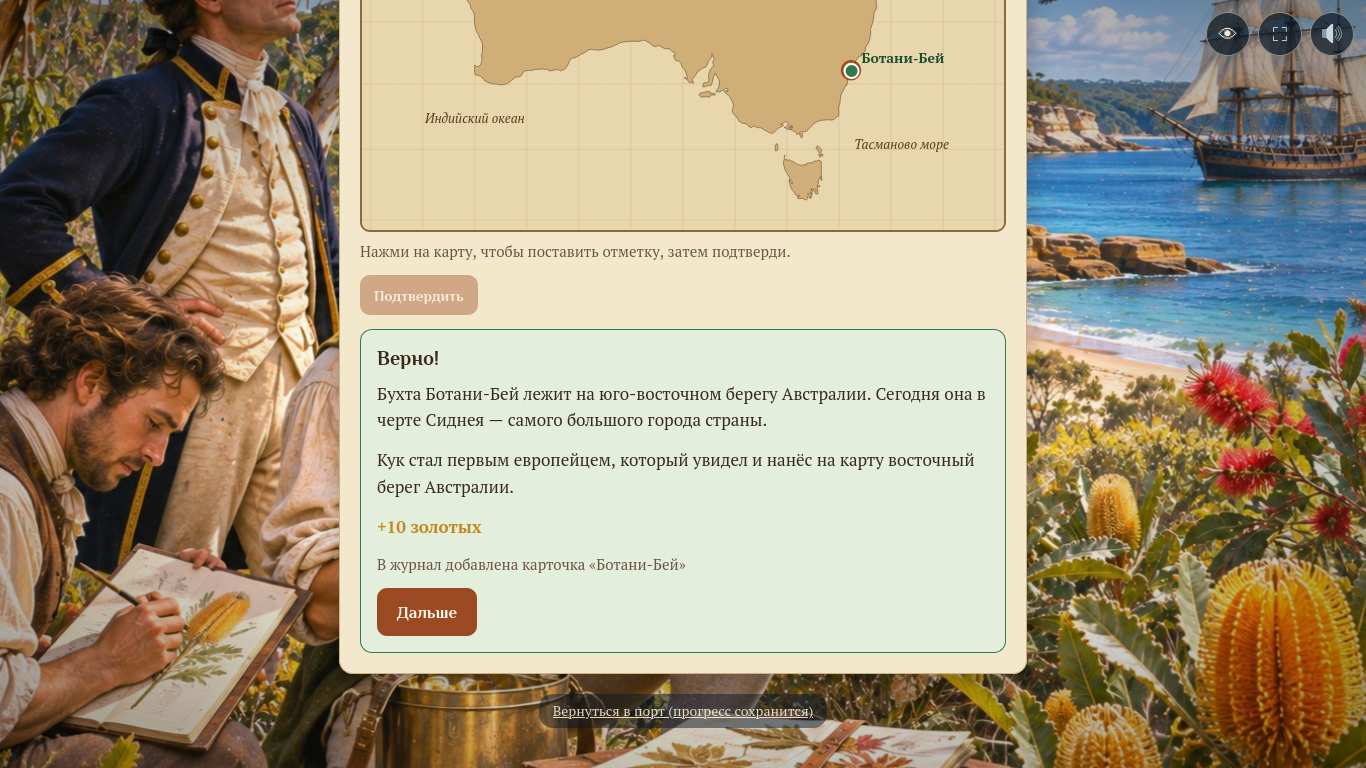 Ботани-Бей
Индийский океан
Тасманово море
Нажми на карту, чтобы поставить отметку, затем подтверди.
Подтвердить
Верно!
Бухта Ботани-Бей лежит на юго-восточном берегу Австралии. Сегодня она в
черте Сиднея — самого большого города страны.
Кук стал первым европейцем, который увидел и нанёс на карту восточный
берег Австралии.
+10 золотых
В журнал добавлена карточка «Ботани-Бей»
Дальше
Вернуться в порт (прогресс сохранится)